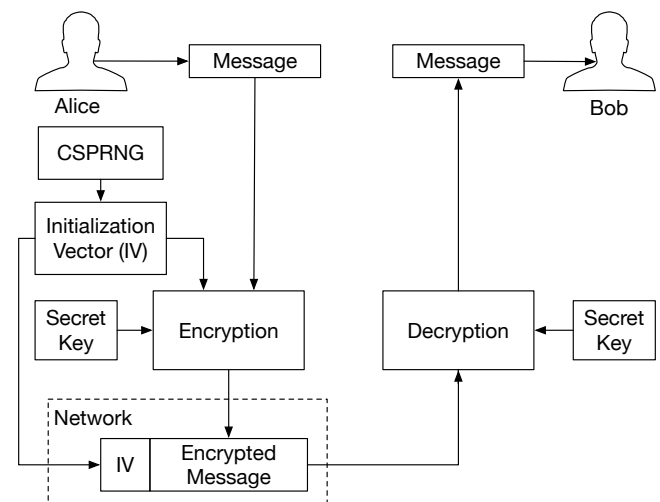 Message
Message
Alice
Bob
CSPRNG
Initialization
Vector (IV)
Secret
Key
Encryption
Decryption
Secret
Key
Network
IV
Encrypted
Message